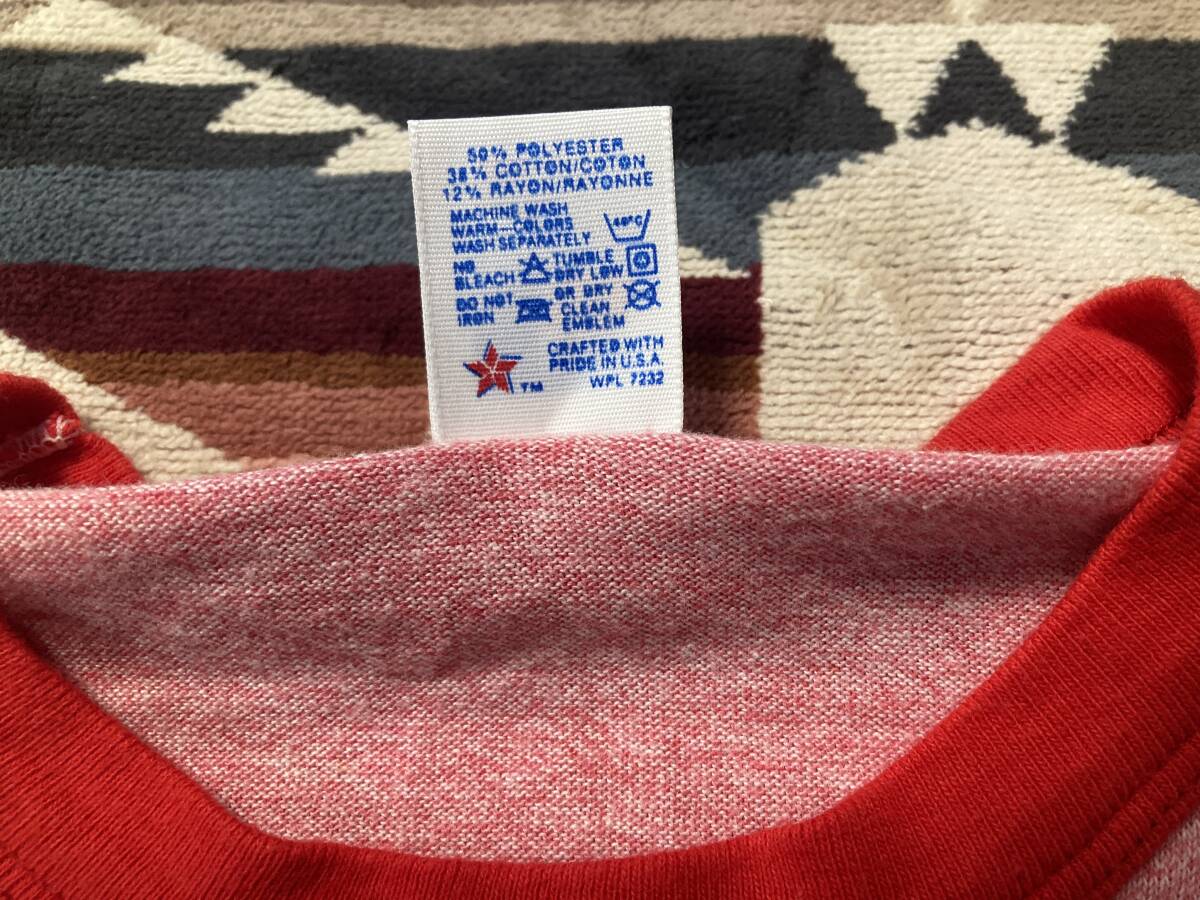 50% POLYESTER
38% COTTON/COTON
12% RAYON/RAYONNE
MACHINE WASH
WARM—COLORS
WASH SEPARATELY
40°C
NO
BLEACH
TUMBLE
DRY LOW
DO NOT
IRON
OR DRY
CLEAN
EMBLEM
TM
CRAFTED WITH
PRIDE IN U.S.A.
WPL 7232